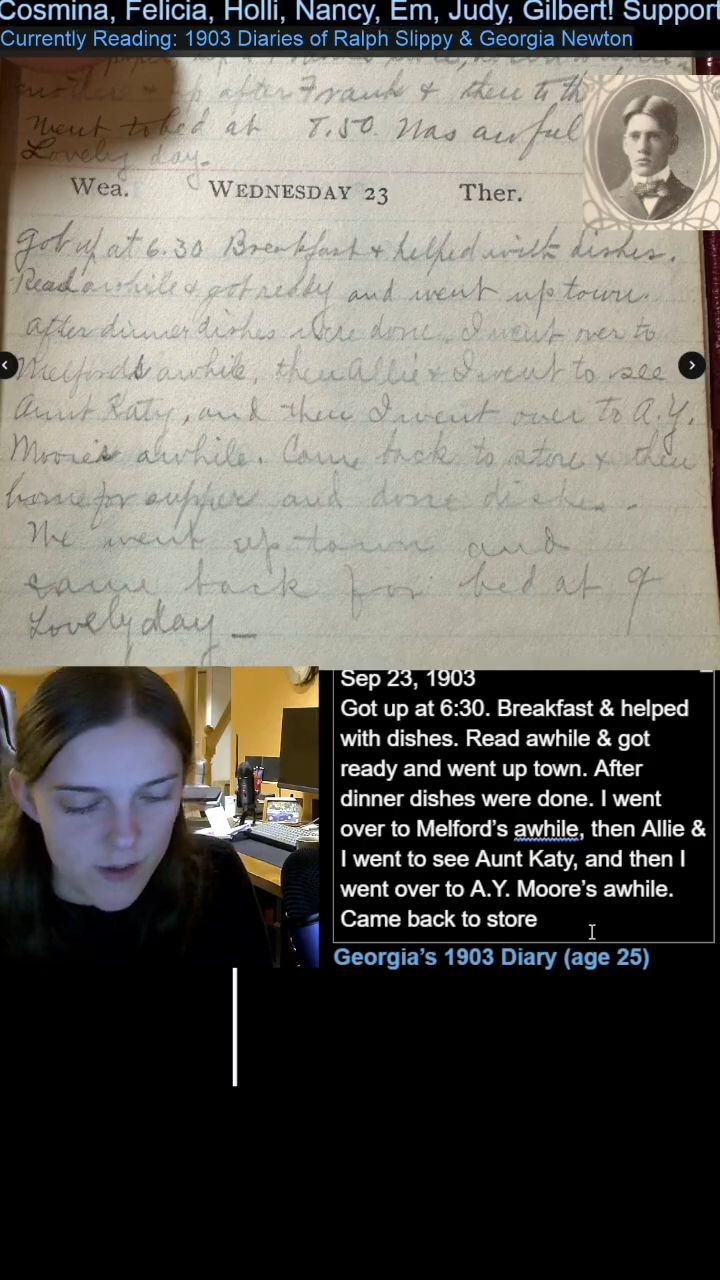 Cosmina, Felicia, Holli, Nancy, Em, Judy, Gilbert! Support
Currently Reading: 1903 Diaries of Ralph Slippy & Georgia Newton
mother & up after Frank & then to th
Went to bed at 7.50. Was awful
Lovely day.
Wea. WEDNESDAY 23 Ther.
Got up at 6.30 Breakfast & helped with dishes.
Read awhile & got ready and went up town.
After dinner dishes were done, I went over to
Melford's awhile, then Allie & I went to see
Aunt Katy, and then I went over to A.Y.
Moore's awhile. Came back to store & then
home for supper and done dishes.
We went up town and
came back for bed at 9
Lovely day —
Sep 23, 1903
Got up at 6:30. Breakfast & helped
with dishes. Read awhile & got
ready and went up town. After
dinner dishes were done. I went
over to Melford's awhile, then Allie &
I went to see Aunt Katy, and then I
went over to A.Y. Moore's awhile.
Came back to store
Georgia's 1903 Diary (age 25)